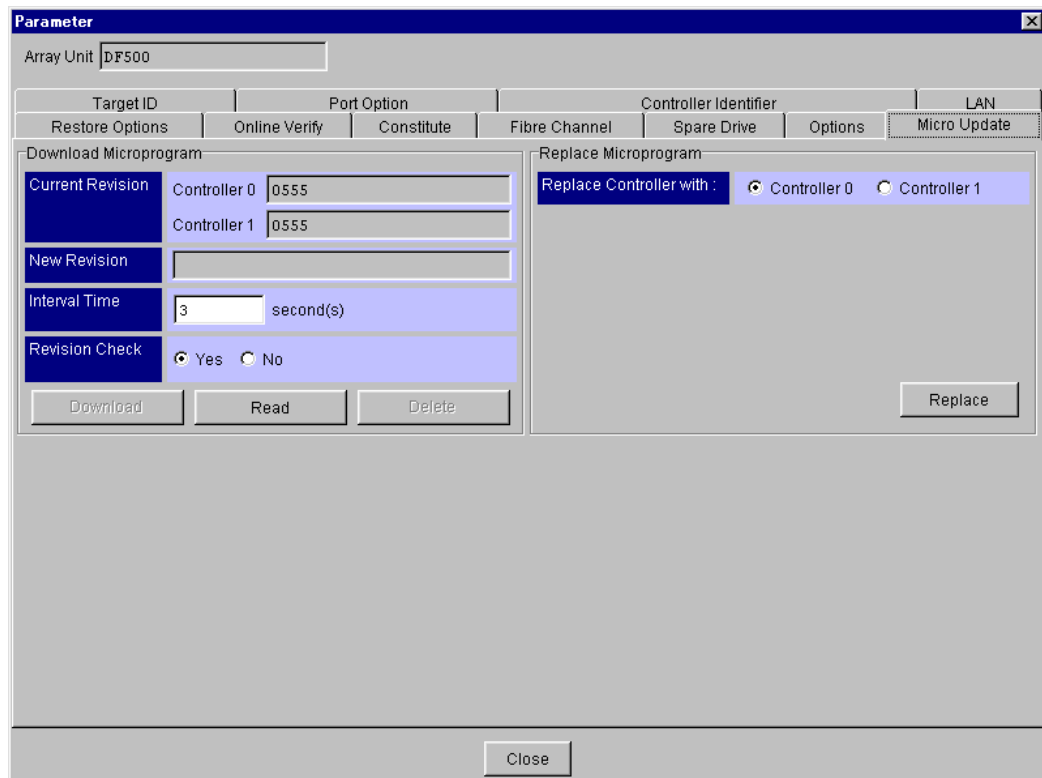 Parameter
Array Unit DF500
Target ID Port Option Controller Identifier LAN
Restore Options Online Verify Constitute Fibre Channel Spare Drive Options Micro Update
Download Microprogram
Current Revision Controller 0 0555
Controller 1 0555
New Revision
Interval Time 3 second(s)
Revision Check Yes No
Download Read Delete
Replace Microprogram
Replace Controller with : Controller 0 Controller 1
Replace
Close